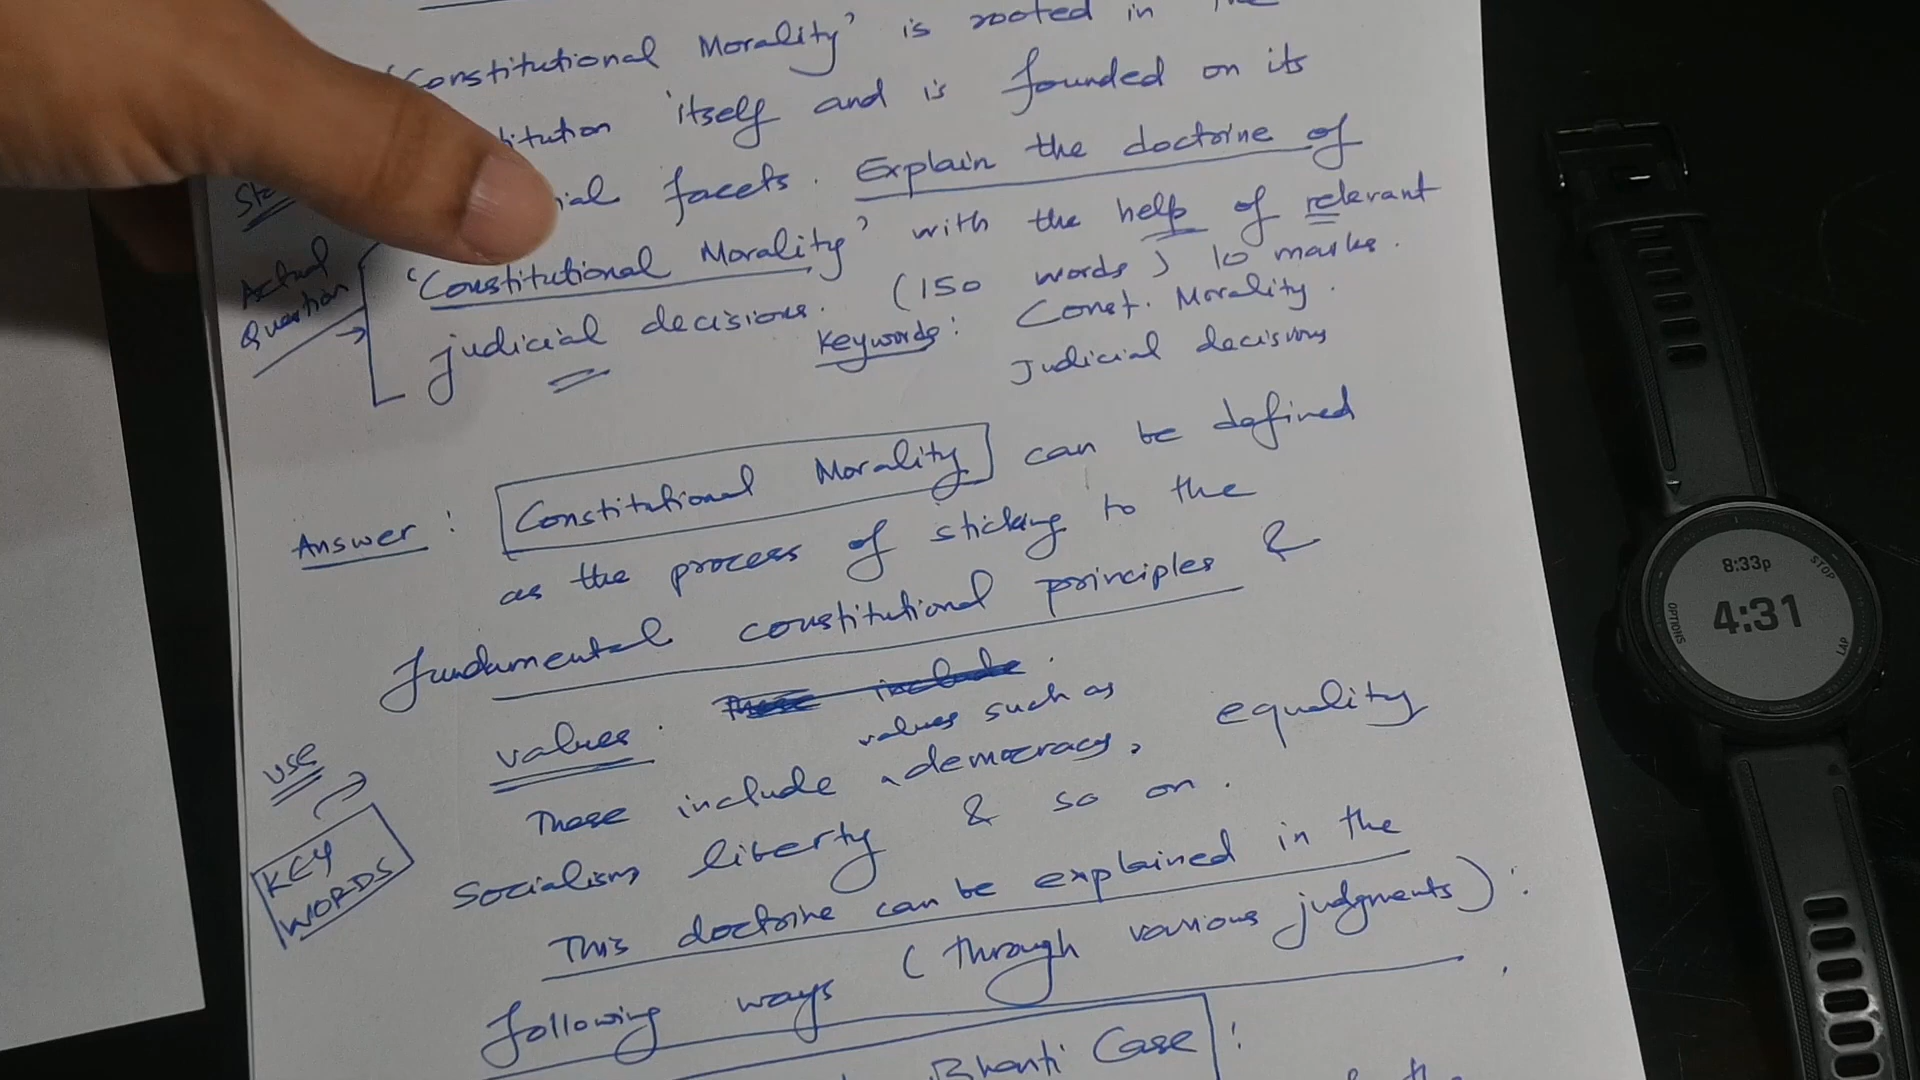 'Constitutional Morality' is rooted in
itself and is founded on its
facets. Explain the doctrine of
Actual
Question
'Constitutional Morality' with the help of relevant
judicial decisions. (150 words) 10 marks.
Keywords: Const. Morality.
Judicial decisions
Answer: Constitutional Morality can be defined
as the process of sticking to the
fundamental constitutional principles &
values. These include
values such as
These include democracy, equality
USE
KEY
WORDS
Socialism liberty & so on.
This doctrine can be explained in the
following ways (through various judgments):
Case:
8:33p
4:31
STOP
OPTIONS
LAP